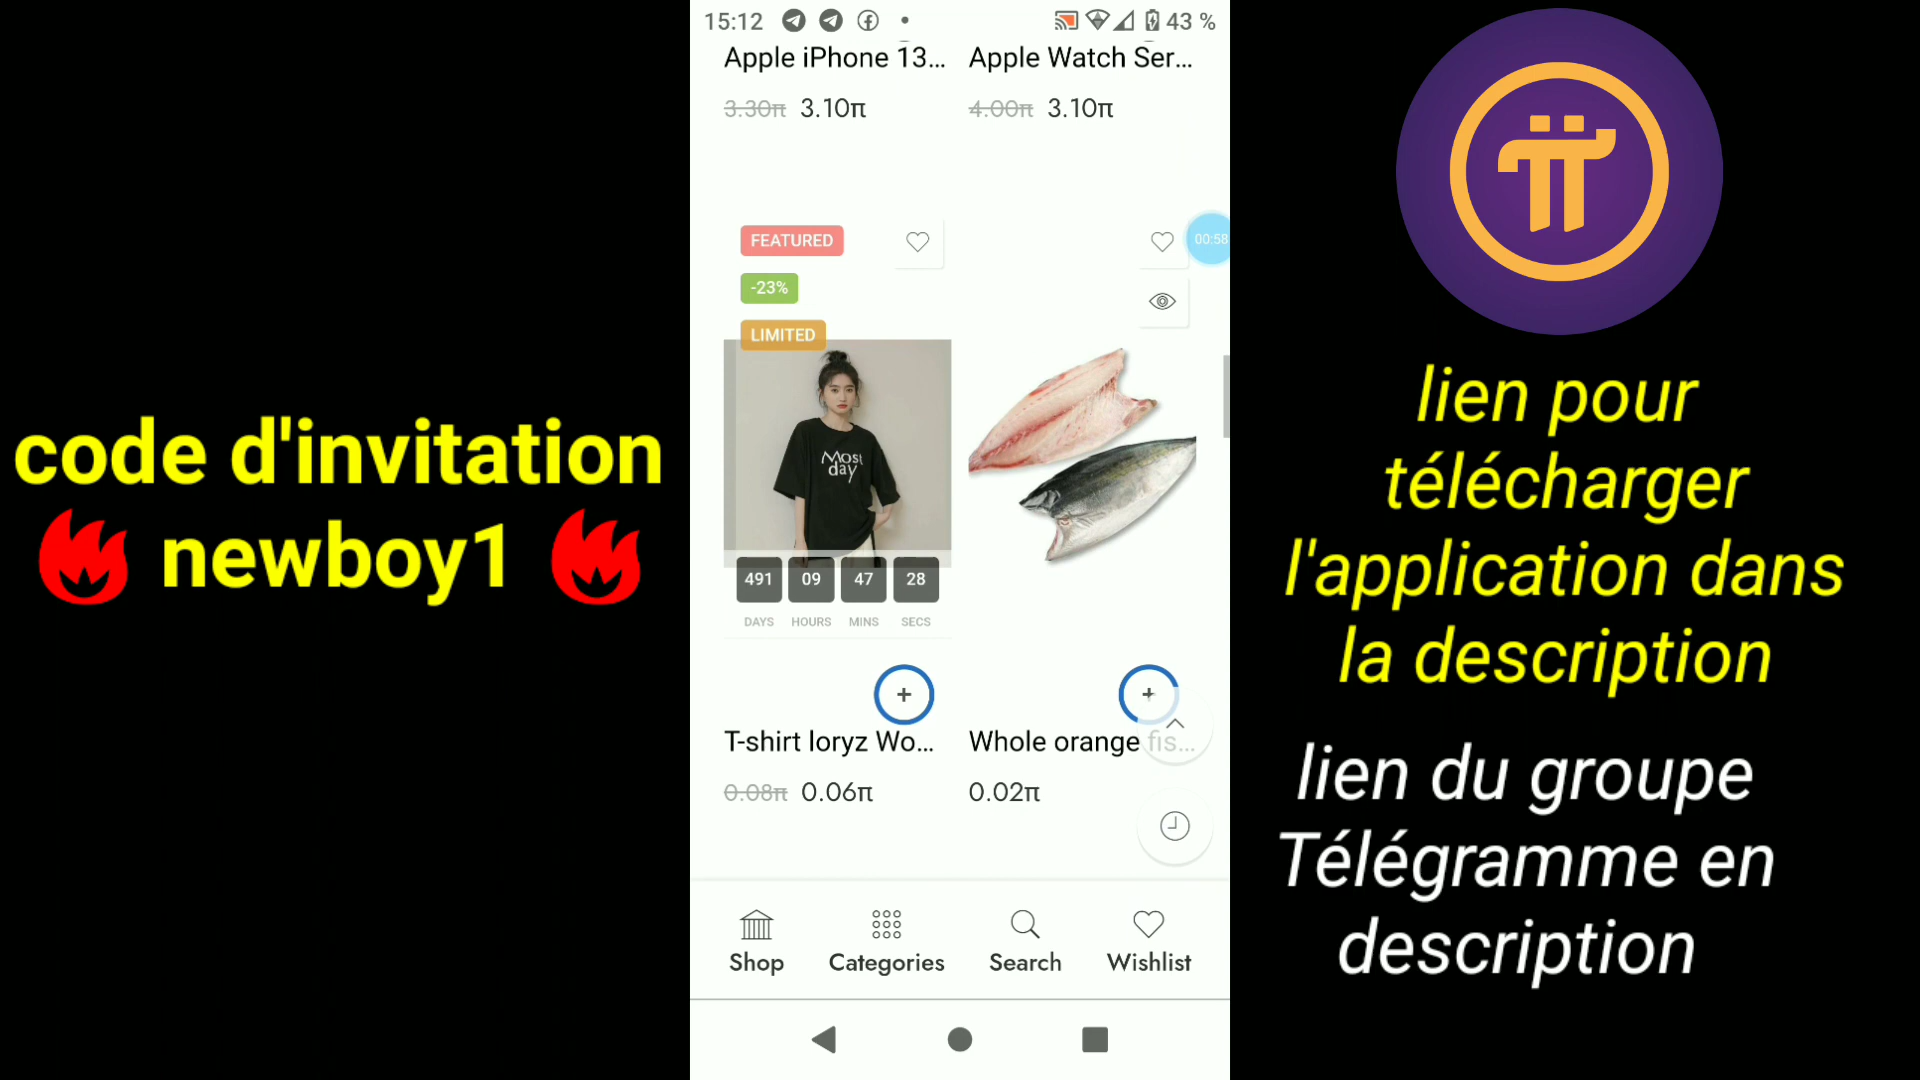 code d'invitation
newboy1
15:12
43 %
Apple iPhone 13...
Apple Watch Ser...
3.30π 3.10π
4.00π 3.10π
FEATURED
-23%
LIMITED
00:58
Most
day
491 09 47 28
DAYS HOURS MINS SECS
+
+
T-shirt loryz Wo...
Whole orange fis...
0.08π 0.06π
0.02π
Shop
Categories
Search
Wishlist
lien pour
télécharger
l'application dans
la description
lien du groupe
Télégramme en
description